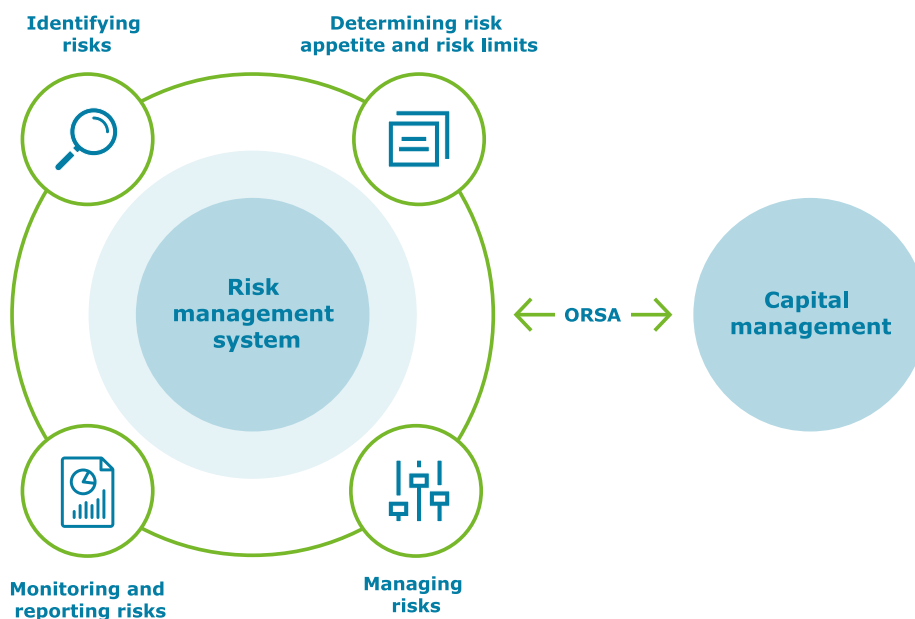 Identifying
risks
Determining risk
appetite and risk limits
Risk
management
system
ORSA
Capital
management
Monitoring and
reporting risks
Managing
risks